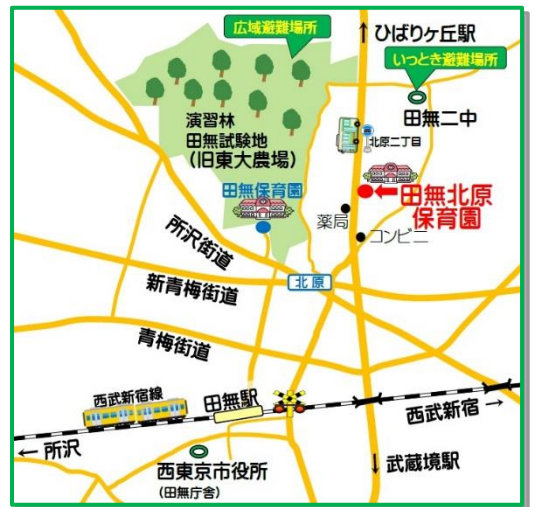 広域避難場所
↑ ひばりヶ丘駅
いっとき避難場所
田無二中
演習林
田無試験地
(旧東大農場)
北原二丁目
田無保育園
←田無北原
保育園
薬局
コンビニ
所沢街道
北原
新青梅街道
青梅街道
西武新宿線
田無駅
西武新宿 →
← 所沢
西東京市役所
(田無庁舎)
↓ 武蔵境駅